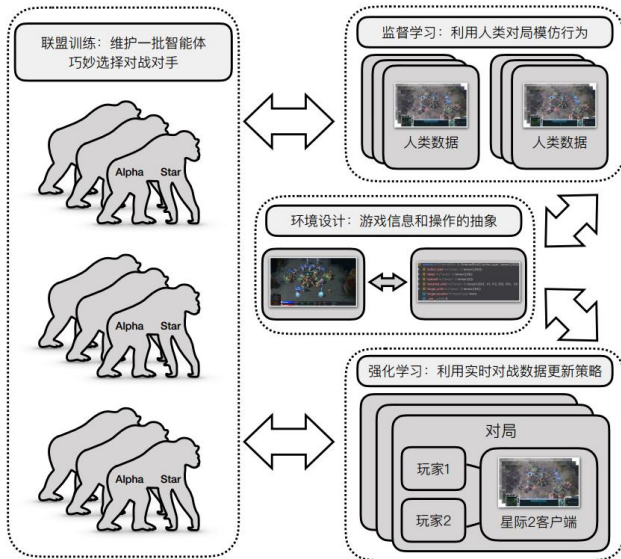 联盟训练：维护一批智能体
巧妙选择对战对手
Alpha Star
Alpha Star
Alpha Star
监督学习：利用人类对局模仿行为
人类数据
人类数据
环境设计：游戏信息和操作的抽象
强化学习：利用实时对战数据更新策略
对局
玩家1
玩家2
星际2客户端